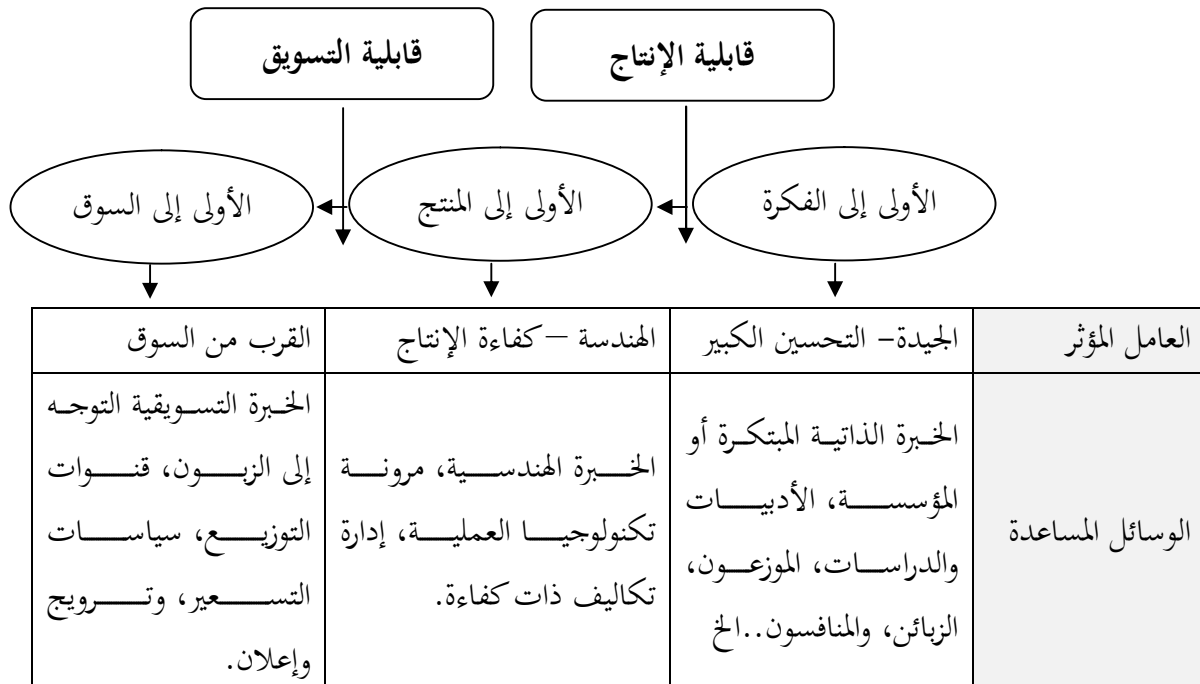 قابلية الإنتاج
قابلية التسويق
الأولى إلى الفكرة
الأولى إلى المنتج
الأولى إلى السوق
العامل المؤثر
الجيدة– التحسين الكبير
الهندسة – كفاءة الإنتاج
القرب من السوق
الوسائل المساعدة
الخبرة الذاتية المبتكرة أو
المؤسسة، الأدبيات
والدراسات، الموزعون،
الزبائن، والمنافسون..الخ
الخبرة الهندسية، مرونة
تكنولوجيا العملية، إدارة
تكاليف ذات كفاءة.
الخبرة التسويقية التوجه
إلى الزبون، قنوات
التوزيع، سياسات
التسعير، وترويج
وإعلان.